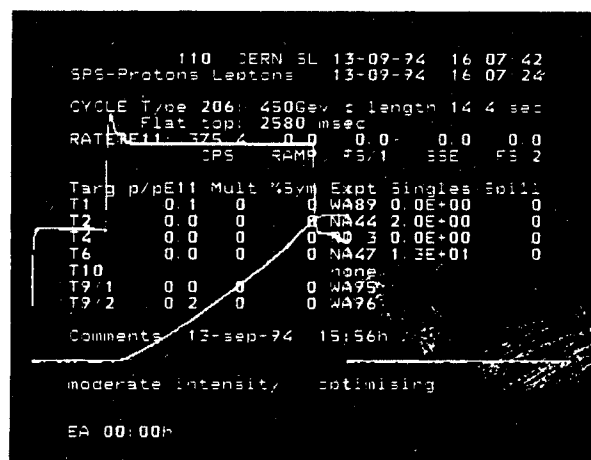 110 CERN SL 13-09-94 16 07 42
SPS-Protons Leptons 13-09-94 16 07 24
CYCLE Type 206: 450Gev c length 14 4 sec
Flat top: 2580 msec
RATE E11: 375.4 0.0 0.0 0.0 0.0
CPS RAMP FS/1 SSE FS 2
Targ p/pE11 Mult %Sym Expt Singles Spill
T1 0.1 0 0 WA89 0.0E+00 0
T2 0.0 0 0 NA44 2.0E+00 0
T4 0.0 0 0 3 0.0E+00 0
T6 0.0 0 0 NA47 1.3E+01 0
T10 none
T9/1 0 0 0 0 WA95
T9/2 0 2 0 0 WA96
Comments 13-sep-94 15:56h
moderate intensity optimising
EA 00:00h